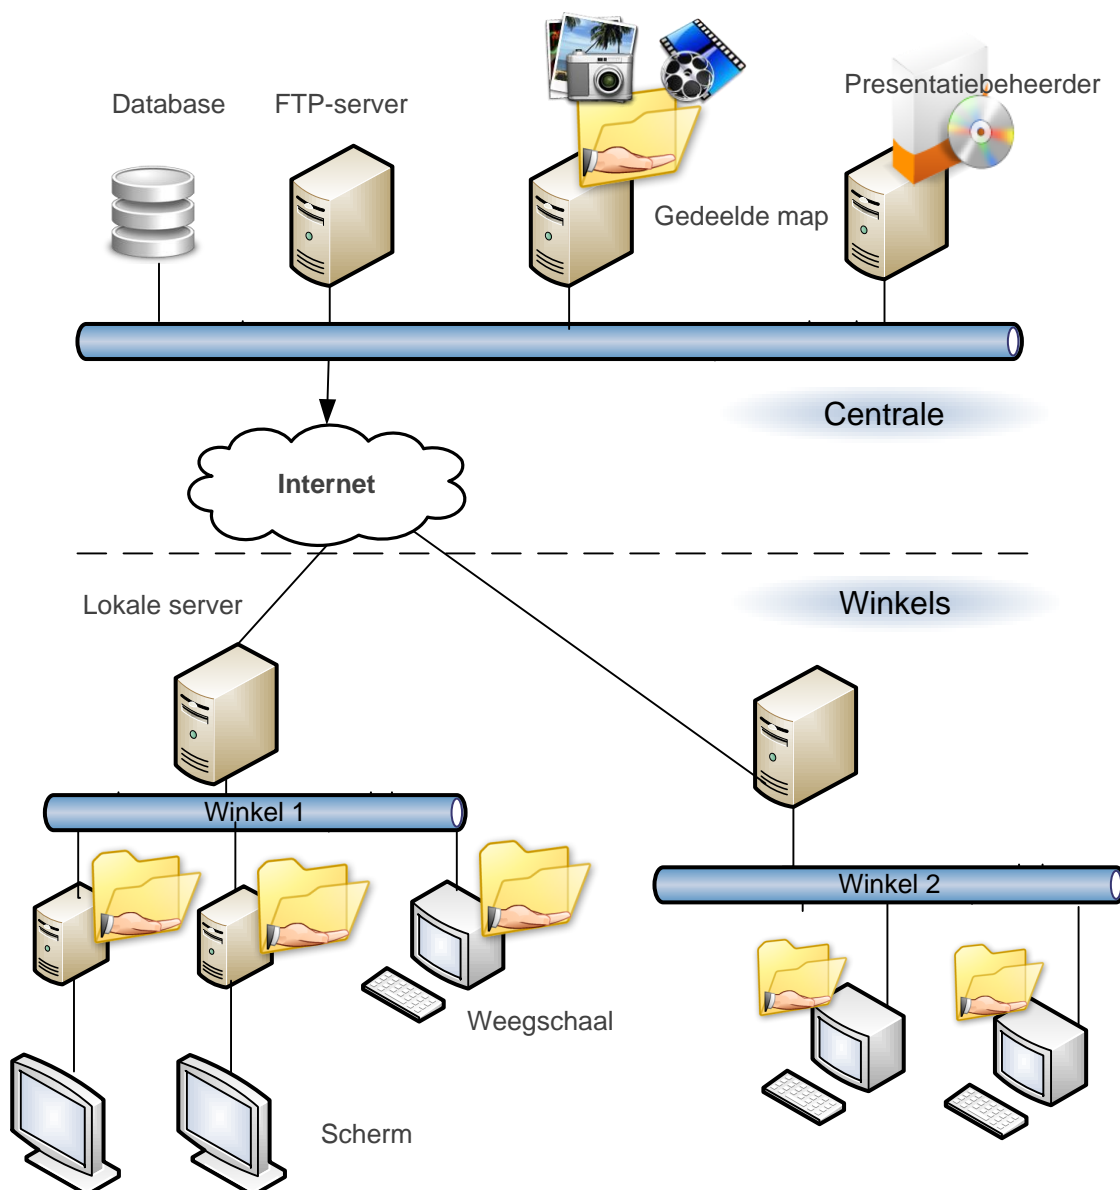 Database
FTP-server
Presentatiebeheerder
Gedeelde map
Centrale
Internet
Lokale server
Winkels
Winkel 1
Winkel 2
Weegschaal
Scherm